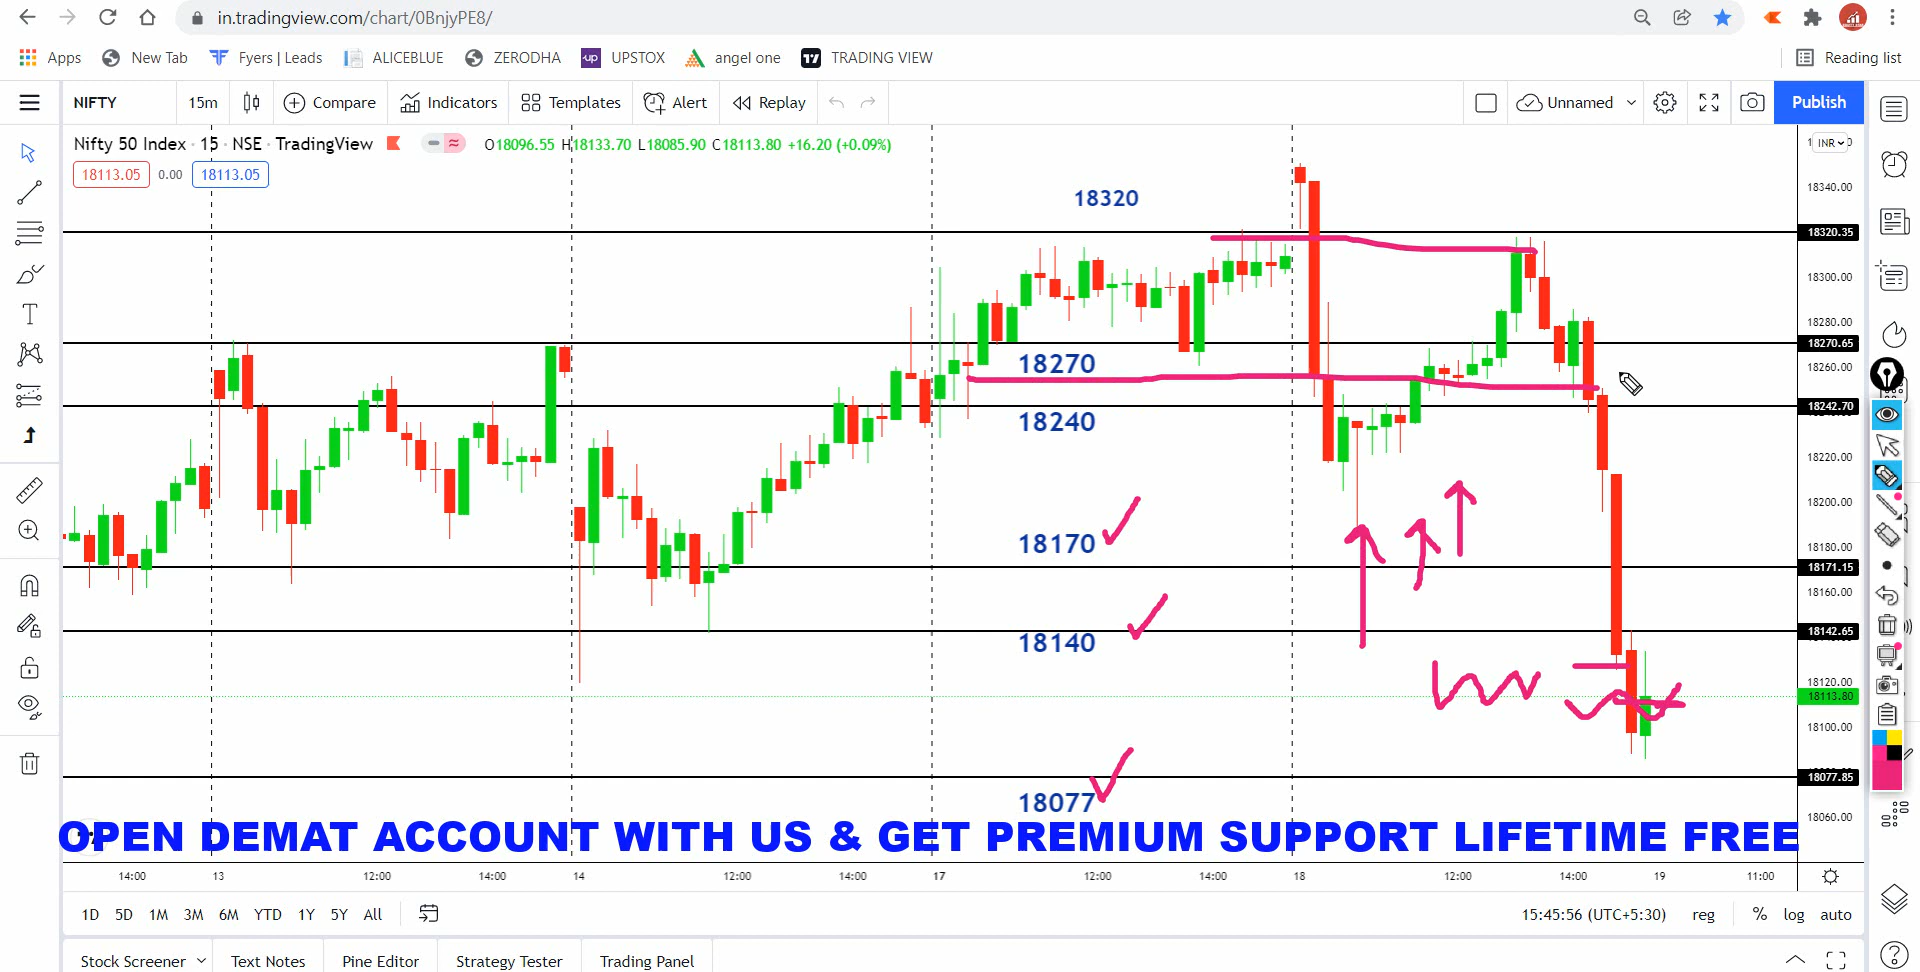 in.tradingview.com/chart/0BnjyPE8/
Apps New Tab Fyers | Leads ALICEBLUE ZERODHA up UPSTOX angel one TRADING VIEW Reading list
NIFTY 15m Compare Indicators Templates Alert Replay Unnamed Publish
Nifty 50 Index · 15 · NSE · TradingView O18096.55 H18133.70 L18085.90 C18113.80 +16.20 (+0.09%)
INR
18113.05 0.00 18113.05
18340.00
18320
18320.35
18300.00
18280.00
18270.65
18270
18260.00
18242.70
18240
18220.00
18200.00
18170
18180.00
18171.15
18160.00
18142.65
18140
18120.00
18113.80
18100.00
18077.85
18077
18060.00
OPEN DEMAT ACCOUNT WITH US & GET PREMIUM SUPPORT LIFETIME FREE
14:00 13 12:00 14:00 14 12:00 14:00 17 12:00 14:00 18 12:00 14:00 19 11:00
1D 5D 1M 3M 6M YTD 1Y 5Y All 15:45:56 (UTC+5:30) reg % log auto
Stock Screener Text Notes Pine Editor Strategy Tester Trading Panel